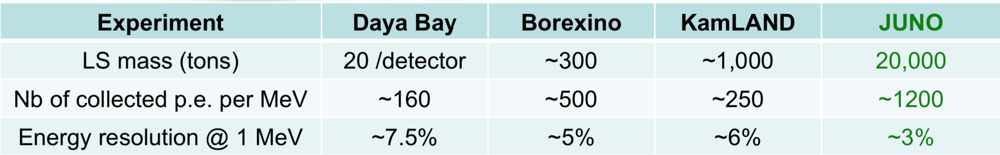 Experiment Daya Bay Borexino KamLAND JUNO
LS mass (tons) 20 /detector ~300 ~1,000 20,000
Nb of collected p.e. per MeV ~160 ~500 ~250 ~1200
Energy resolution @ 1 MeV ~7.5% ~5% ~6% ~3%